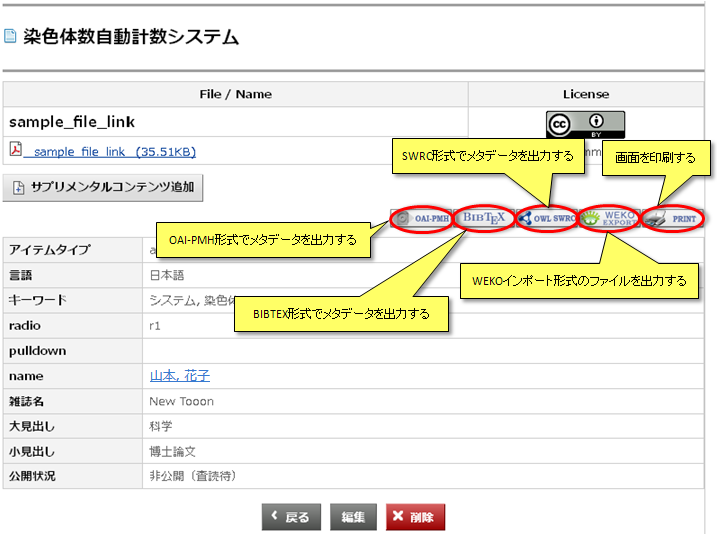 染色体数自動計数システム
File / Name
License
sample_file_link
cc BY
sample_file_link (35.51KB)
SWRC形式でメタデータを出力する
画面を印刷する
サプリメンタルコンテンツ追加
OAI-PMH BIBTEX OWL SWRC WEKO EXPORT PRINT
OAI-PMH形式でメタデータを出力する
アイテムタイプ
言語 日本語
WEKOインポート形式のファイルを出力する
キーワード システム, 染色体
BIBTEX形式でメタデータを出力する
radio r1
pulldown
name 山本, 花子
雑誌名 New Tooon
大見出し 科学
小見出し 博士論文
公開状況 非公開（査読待）
戻る 編集 削除